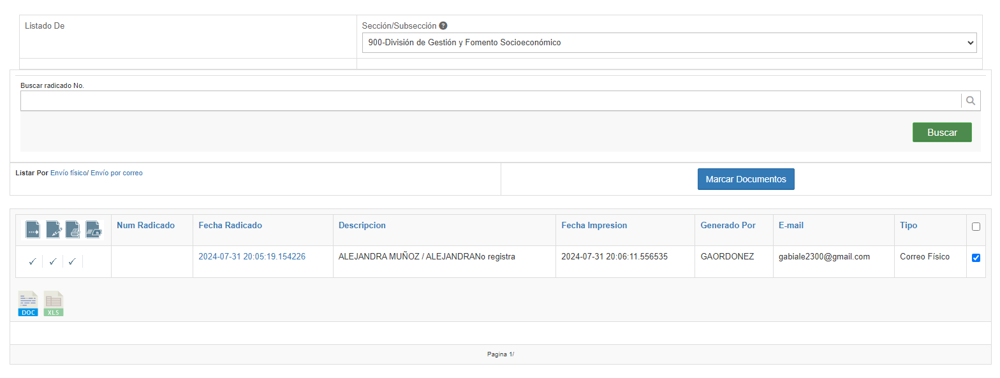 Listado De
Sección/Subsección ?
900-División de Gestión y Fomento Socioeconómico
Buscar radicado No.
Buscar
Listar Por Envío físico/ Envío por correo
Marcar Documentos
Num Radicado Fecha Radicado Descripcion Fecha Impresion Generado Por E-mail Tipo
2024-07-31 20:05:19.154226 ALEJANDRA MUÑOZ / ALEJANDRANo registra 2024-07-31 20:06:11.556535 GAORDONEZ gabiale2300@gmail.com Correo Físico
DOC XLS
Pagina 1/